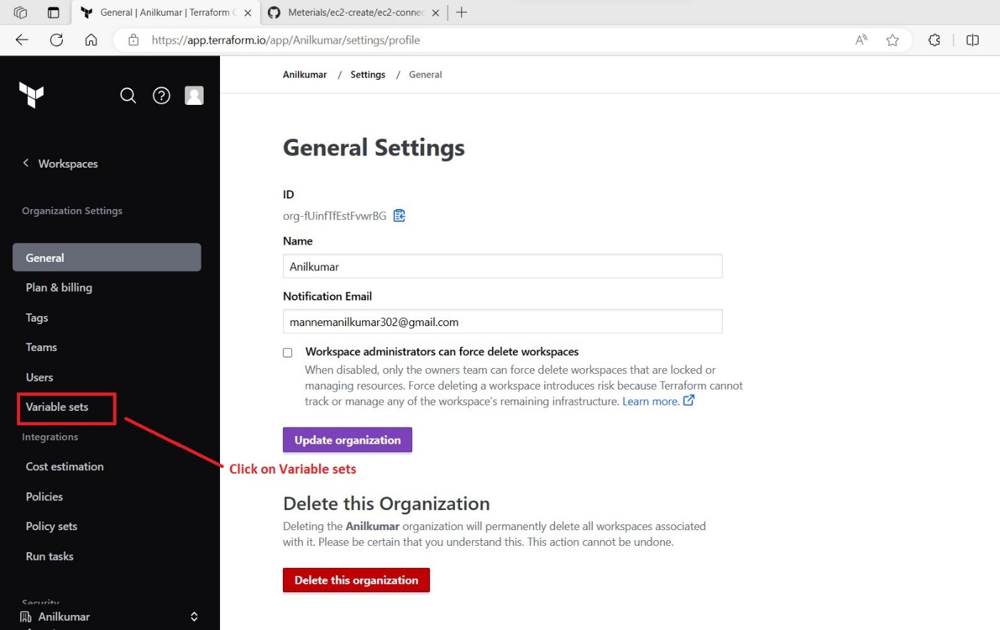 General | Anilkumar | Terraform C
Meterials/ec2-create/ec2-connec
https://app.terraform.io/app/Anilkumar/settings/profile
Anilkumar / Settings / General
Workspaces
Organization Settings
General
Plan & billing
Tags
Teams
Users
Variable sets
Integrations
Cost estimation
Policies
Policy sets
Run tasks
Security
Anilkumar
General Settings
ID
org-fUinfTfEstFvwrBG
Name
Anilkumar
Notification Email
mannemanilkumar302@gmail.com
Workspace administrators can force delete workspaces
When disabled, only the owners team can force delete workspaces that are locked or
managing resources. Force deleting a workspace introduces risk because Terraform cannot
track or manage any of the workspace's remaining infrastructure. Learn more.
Update organization
Click on Variable sets
Delete this Organization
Deleting the Anilkumar organization will permanently delete all workspaces associated
with it. Please be certain that you understand this. This action cannot be undone.
Delete this organization